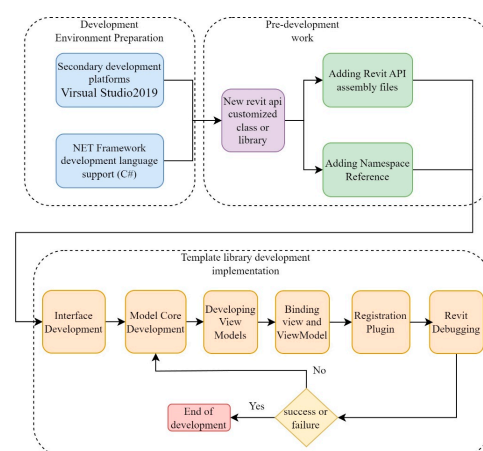 Development
Environment Preparation
Pre-development
work
Secondary development
platforms
Virsual Studio2019
NET Framework
development language
support (C#)
New revit api
customized
class or
library
Adding Revit API
assembly files
Adding Namespace
Reference
Template library development
implementation
Interface
Development
Model Core
Development
Developing
View
Models
Binding
view and
ViewModel
Registration
Plugin
Revit
Debugging
No
Yes
success or
failure
End of
development